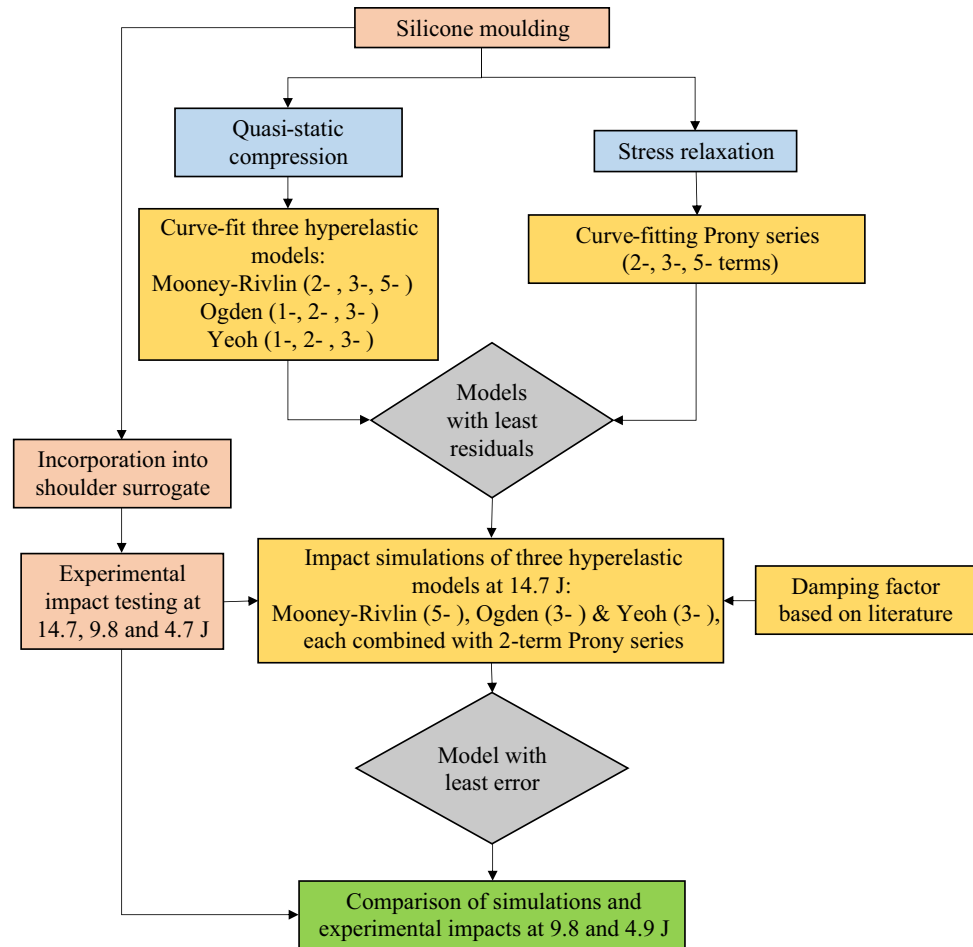 Silicone moulding
Quasi-static
compression
Stress relaxation
Curve-fit three hyperelastic
models:
Mooney-Rivlin (2- , 3-, 5- )
Ogden (1-, 2- , 3- )
Yeoh (1-, 2- , 3- )
Curve-fitting Prony series
(2-, 3-, 5- terms)
Models
with least
residuals
Incorporation into
shoulder surrogate
Experimental
impact testing at
14.7, 9.8 and 4.7 J
Impact simulations of three hyperelastic
models at 14.7 J:
Mooney-Rivlin (5- ), Ogden (3- ) & Yeoh (3- ),
each combined with 2-term Prony series
Damping factor
based on literature
Model with
least error
Comparison of simulations and
experimental impacts at 9.8 and 4.9 J